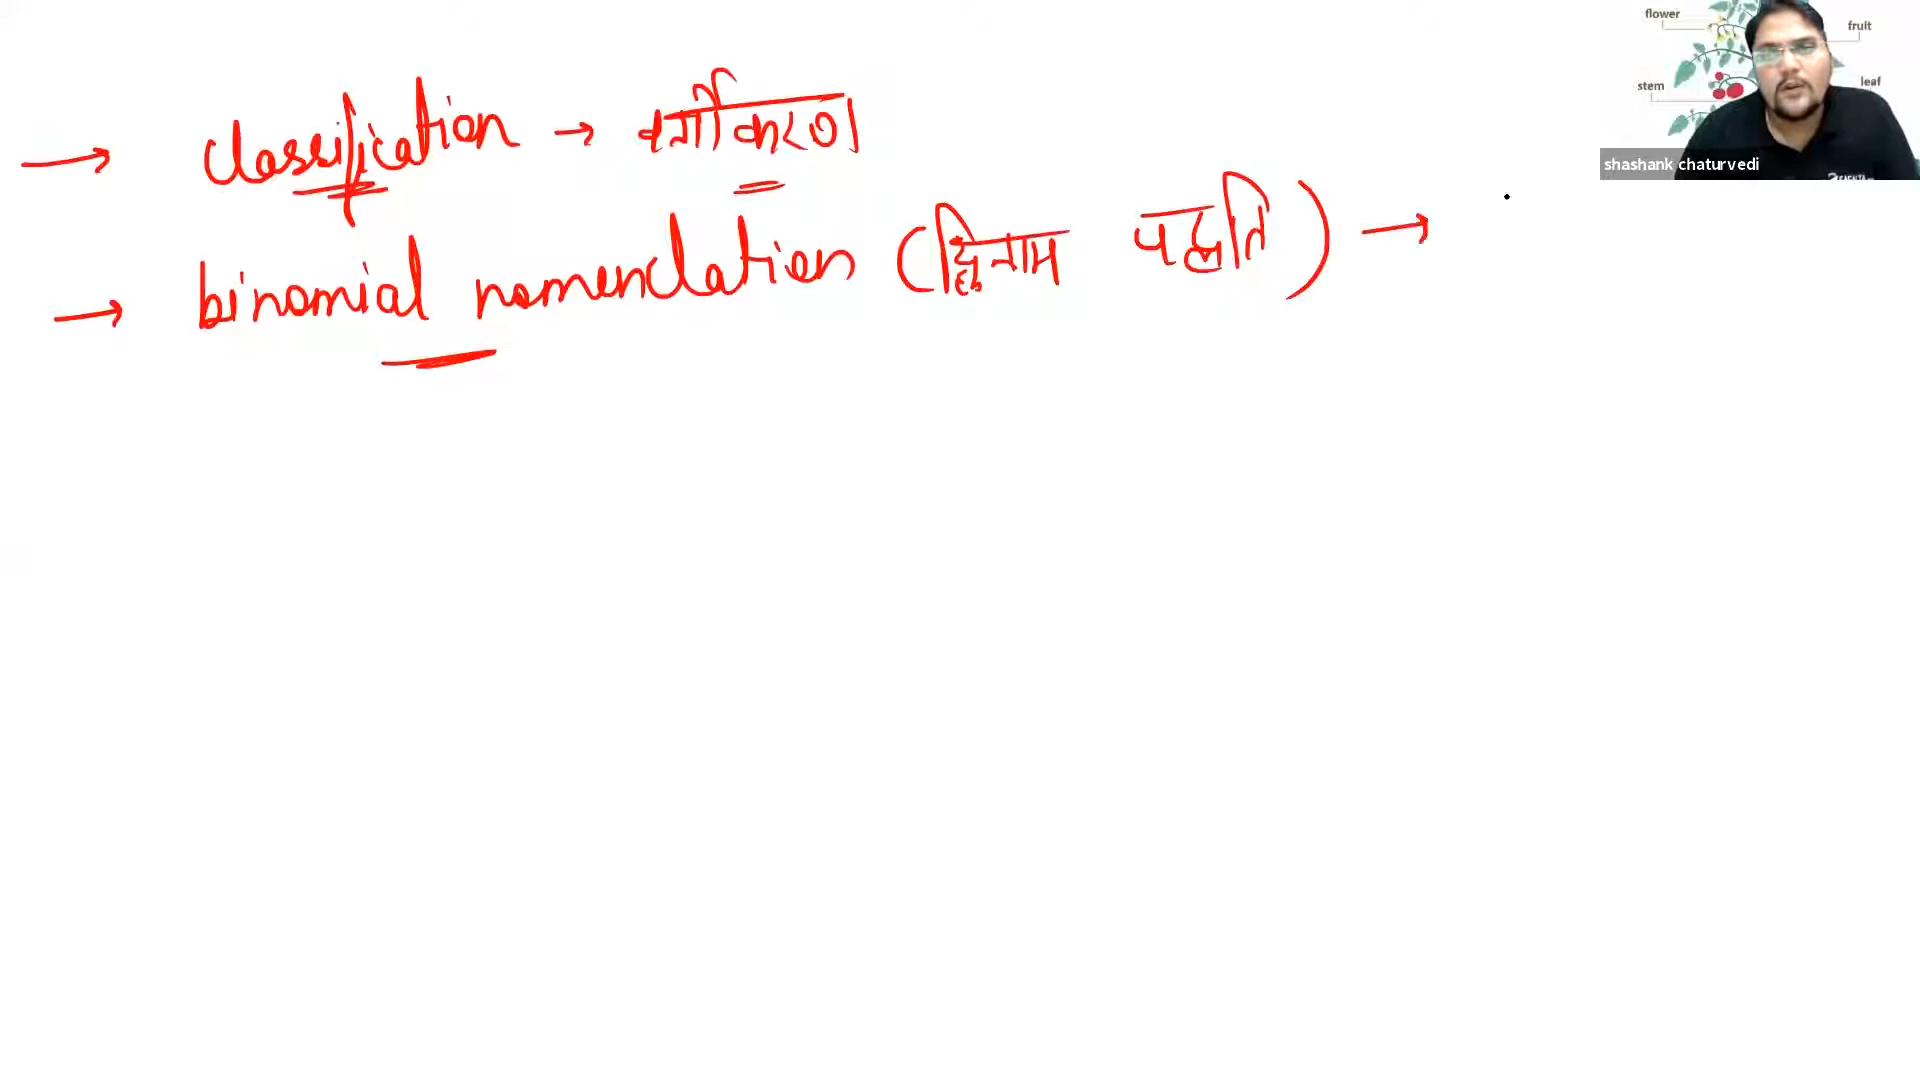 → classification → वर्गीकरण
→ binomial nomenclation (द्विनाम पद्धति) →
flower
fruit
stem
leaf
shashank chaturvedi